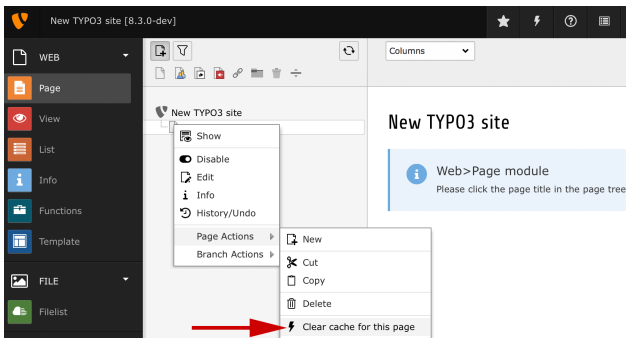 New TYPO3 site [8.3.0-dev]
WEB
Page
View
List
Info
Functions
Template
FILE
Filelist
New TYPO3 site
Show
Disable
Edit
Info
History/Undo
Page Actions
Branch Actions
New
Cut
Copy
Delete
Clear cache for this page
Columns
New TYPO3 site
Web>Page module
Please click the page title in the page tree